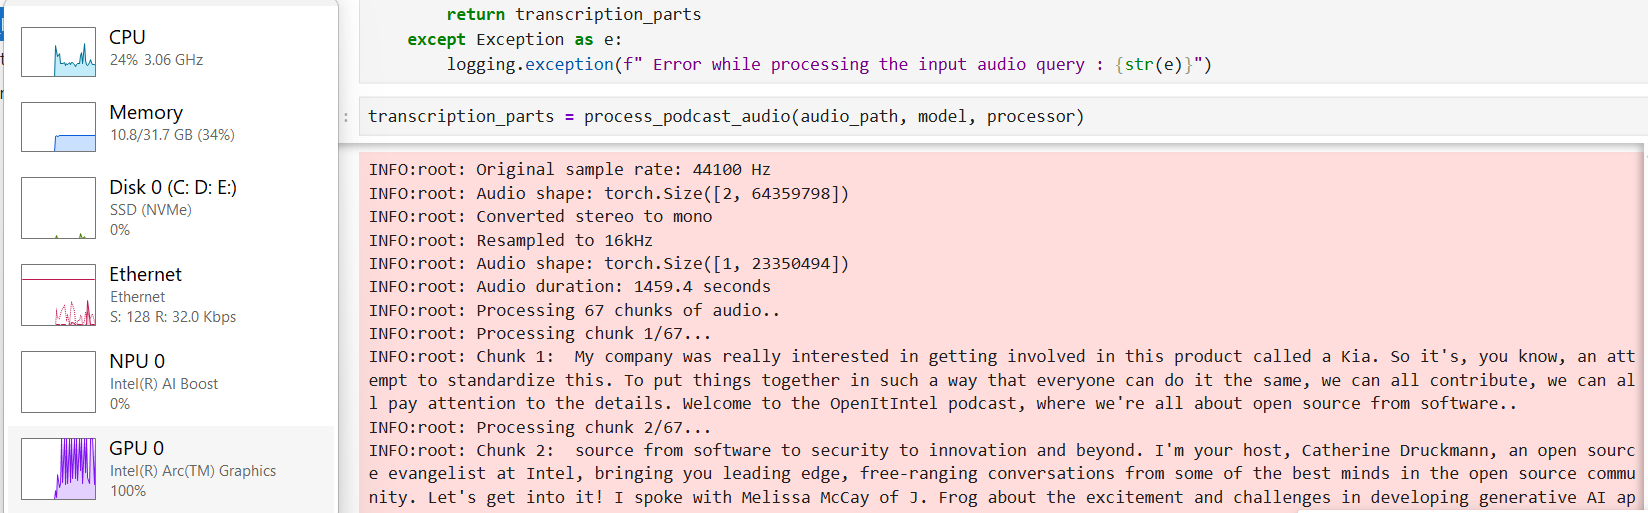 CPU
24% 3.06 GHz
Memory
10.8/31.7 GB (34%)
Disk 0 (C: D: E:)
SSD (NVMe)
0%
Ethernet
Ethernet
S: 128 R: 32.0 Kbps
NPU 0
Intel(R) AI Boost
0%
GPU 0
Intel(R) Arc(TM) Graphics
100%
return transcription_parts
except Exception as e:
logging.exception(f" Error while processing the input audio query : {str(e)}")
transcription_parts = process_podcast_audio(audio_path, model, processor)
INFO:root: Original sample rate: 44100 Hz
INFO:root: Audio shape: torch.Size([2, 64359798])
INFO:root: Converted stereo to mono
INFO:root: Resampled to 16kHz
INFO:root: Audio shape: torch.Size([1, 23350494])
INFO:root: Audio duration: 1459.4 seconds
INFO:root: Processing 67 chunks of audio..
INFO:root: Processing chunk 1/67...
INFO:root: Chunk 1:  My company was really interested in getting involved in this product called a Kia. So it's, you know, an att
empt to standardize this. To put things together in such a way that everyone can do it the same, we can all contribute, we can al
l pay attention to the details. Welcome to the OpenItIntel podcast, where we're all about open source from software..
INFO:root: Processing chunk 2/67...
INFO:root: Chunk 2:  source from software to security to innovation and beyond. I'm your host, Catherine Druckmann, an open sourc
e evangelist at Intel, bringing you leading edge, free-ranging conversations from some of the best minds in the open source commu
nity. Let's get into it! I spoke with Melissa McCay of J. Frog about the excitement and challenges in developing generative AI ap